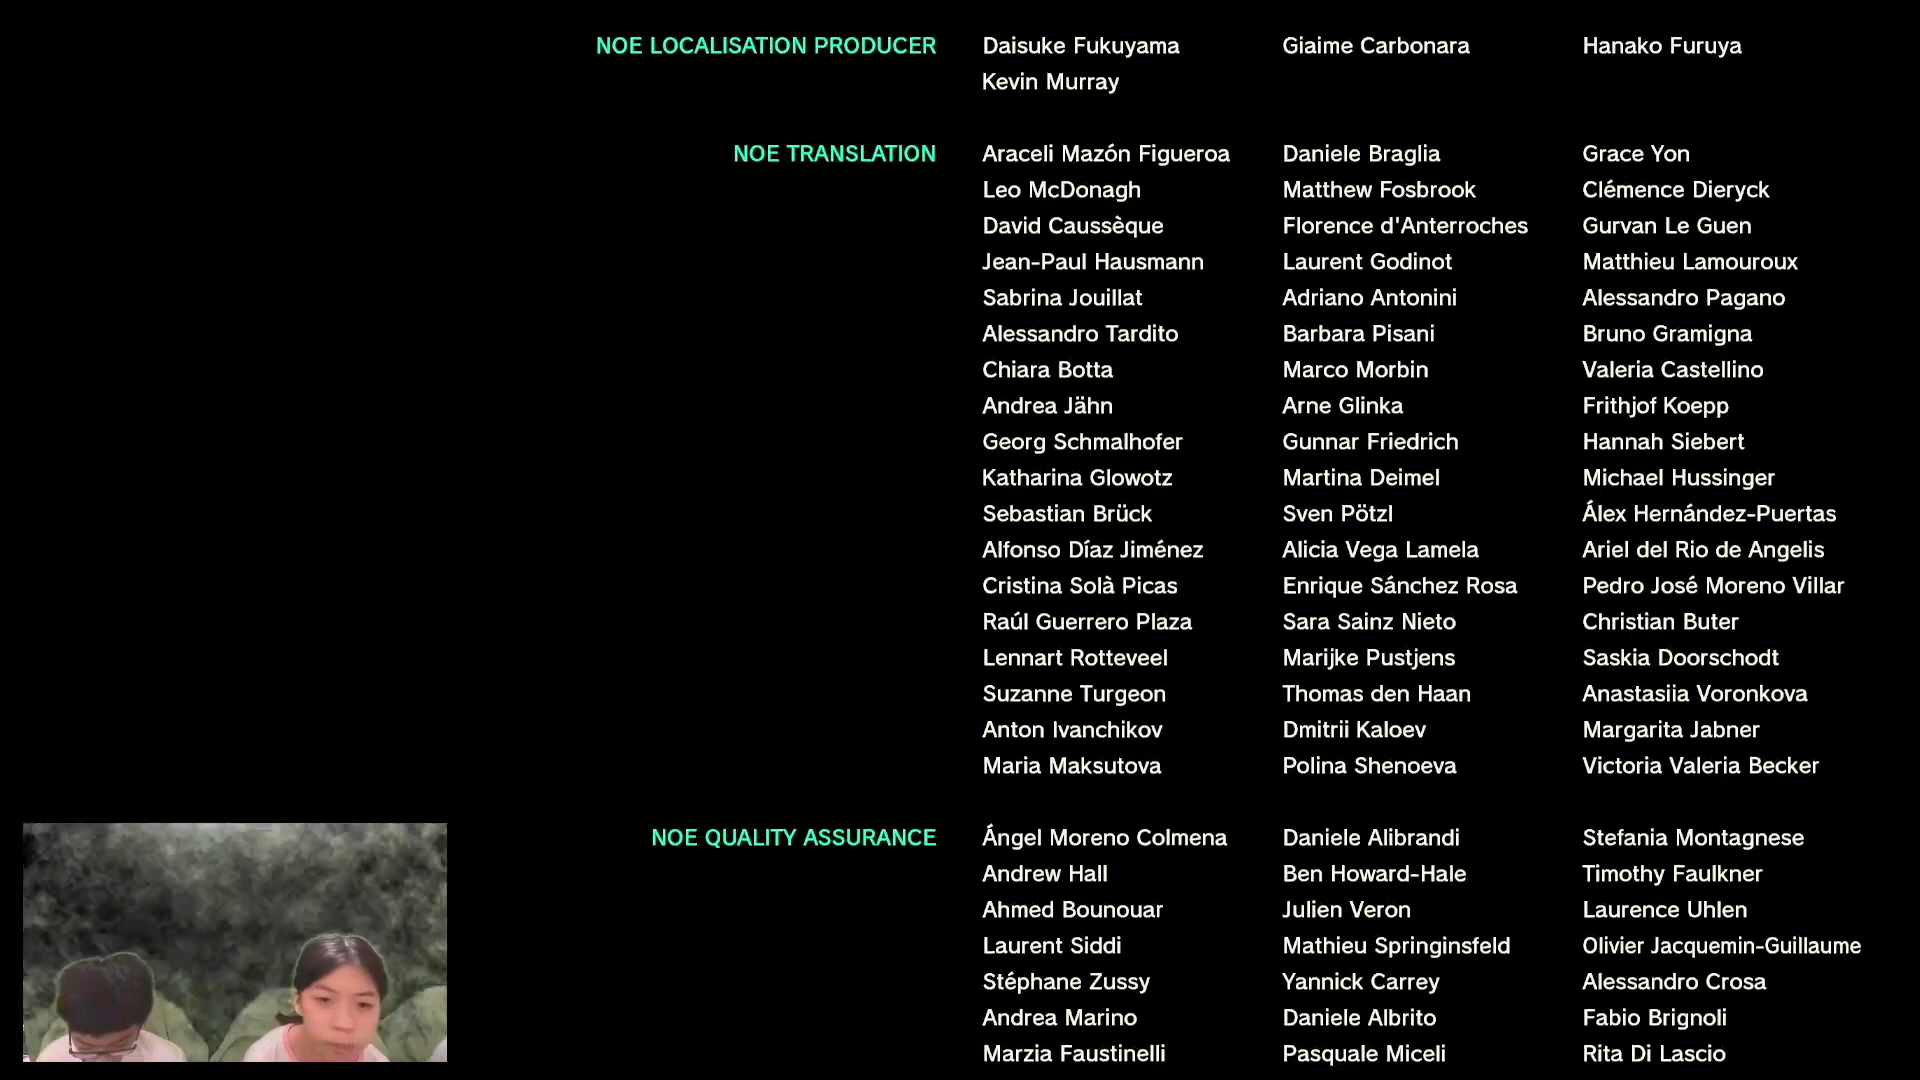 NOE LOCALISATION PRODUCER Daisuke Fukuyama Giaime Carbonara Hanako Furuya
Kevin Murray
NOE TRANSLATION Araceli Mazón Figueroa Daniele Braglia Grace Yon
Leo McDonagh Matthew Fosbrook Clémence Dieryck
David Caussèque Florence d'Anterroches Gurvan Le Guen
Jean-Paul Hausmann Laurent Godinot Matthieu Lamouroux
Sabrina Jouillat Adriano Antonini Alessandro Pagano
Alessandro Tardito Barbara Pisani Bruno Gramigna
Chiara Botta Marco Morbin Valeria Castellino
Andrea Jähn Arne Glinka Frithjof Koepp
Georg Schmalhofer Gunnar Friedrich Hannah Siebert
Katharina Glowotz Martina Deimel Michael Hussinger
Sebastian Brück Sven Pötzl Álex Hernández-Puertas
Alfonso Díaz Jiménez Alicia Vega Lamela Ariel del Rio de Angelis
Cristina Solà Picas Enrique Sánchez Rosa Pedro José Moreno Villar
Raúl Guerrero Plaza Sara Sainz Nieto Christian Buter
Lennart Rotteveel Marijke Pustjens Saskia Doorschodt
Suzanne Turgeon Thomas den Haan Anastasiia Voronkova
Anton Ivanchikov Dmitrii Kaloev Margarita Jabner
Maria Maksutova Polina Shenoeva Victoria Valeria Becker
NOE QUALITY ASSURANCE Ángel Moreno Colmena Daniele Alibrandi Stefania Montagnese
Andrew Hall Ben Howard-Hale Timothy Faulkner
Ahmed Bounouar Julien Veron Laurence Uhlen
Laurent Siddi Mathieu Springinsfeld Olivier Jacquemin-Guillaume
Stéphane Zussy Yannick Carrey Alessandro Crosa
Andrea Marino Daniele Albrito Fabio Brignoli
Marzia Faustinelli Pasquale Miceli Rita Di Lascio